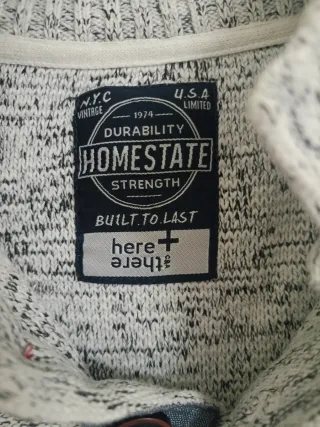 N.Y.C
VINTAGE
U.S.A
LIMITED
1974
DURABILITY
HOMESTATE
STRENGTH
BUILT.TO.LAST
here+
there